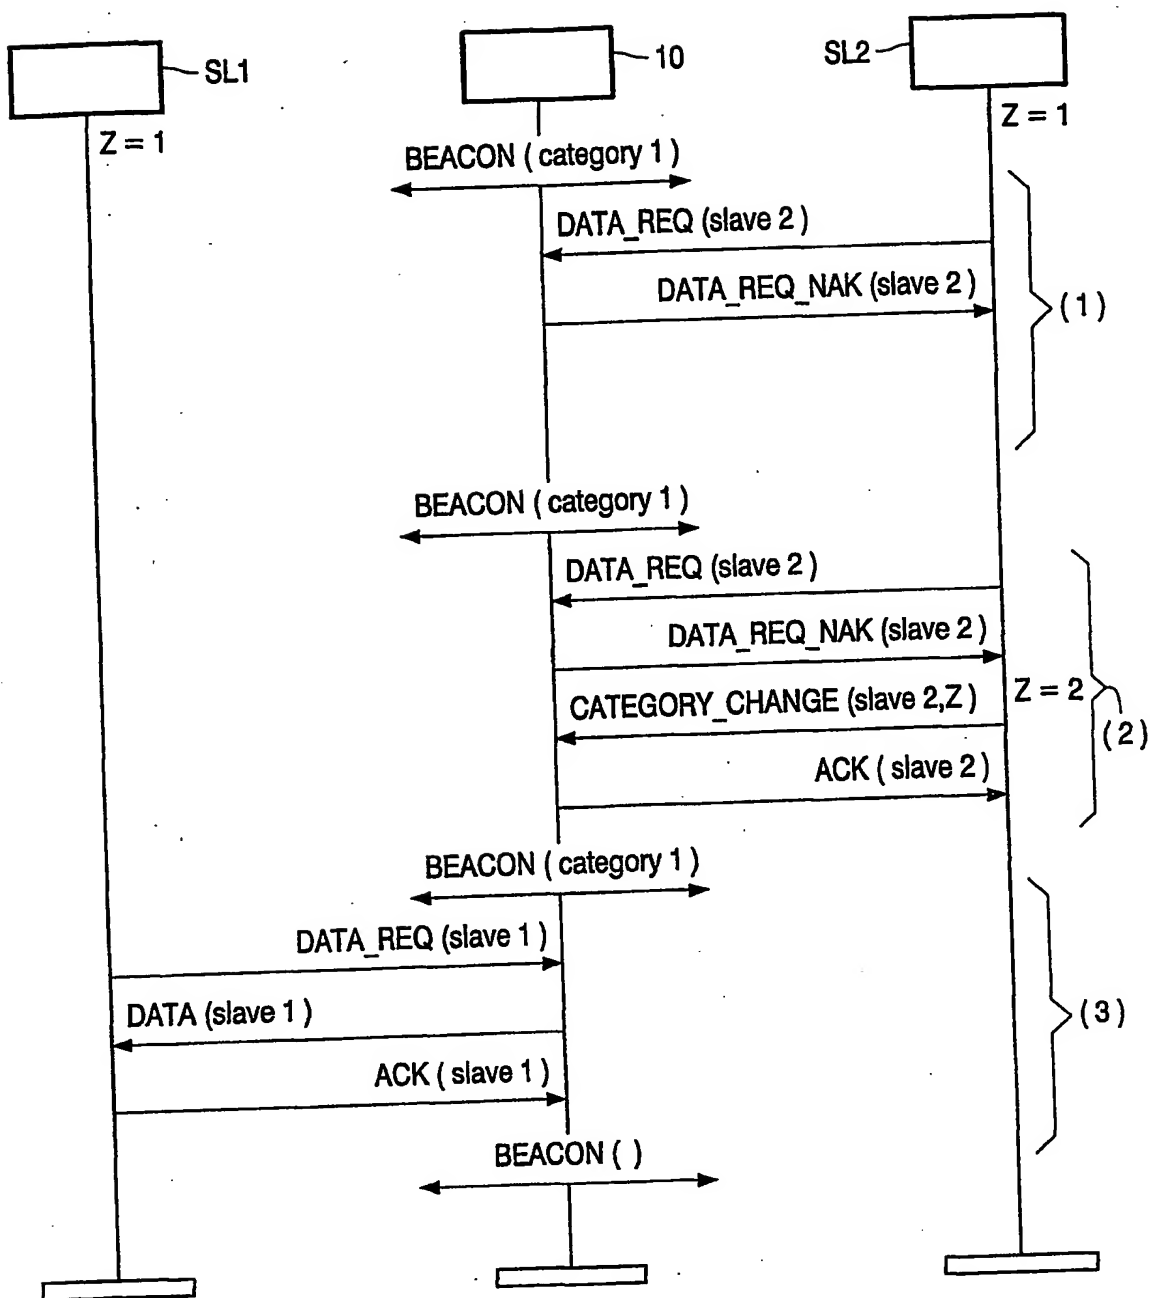 SL1
10
SL2
Z = 1
Z = 1
BEACON ( category 1 )
DATA_REQ (slave 2 )
DATA_REQ_NAK (slave 2 )
( 1 )
BEACON ( category 1 )
DATA_REQ (slave 2 )
DATA_REQ_NAK (slave 2 )
Z = 2
CATEGORY_CHANGE (slave 2,Z )
( 2 )
ACK ( slave 2 )
BEACON ( category 1 )
DATA_REQ (slave 1 )
DATA (slave 1 )
( 3 )
ACK ( slave 1 )
BEACON ( )